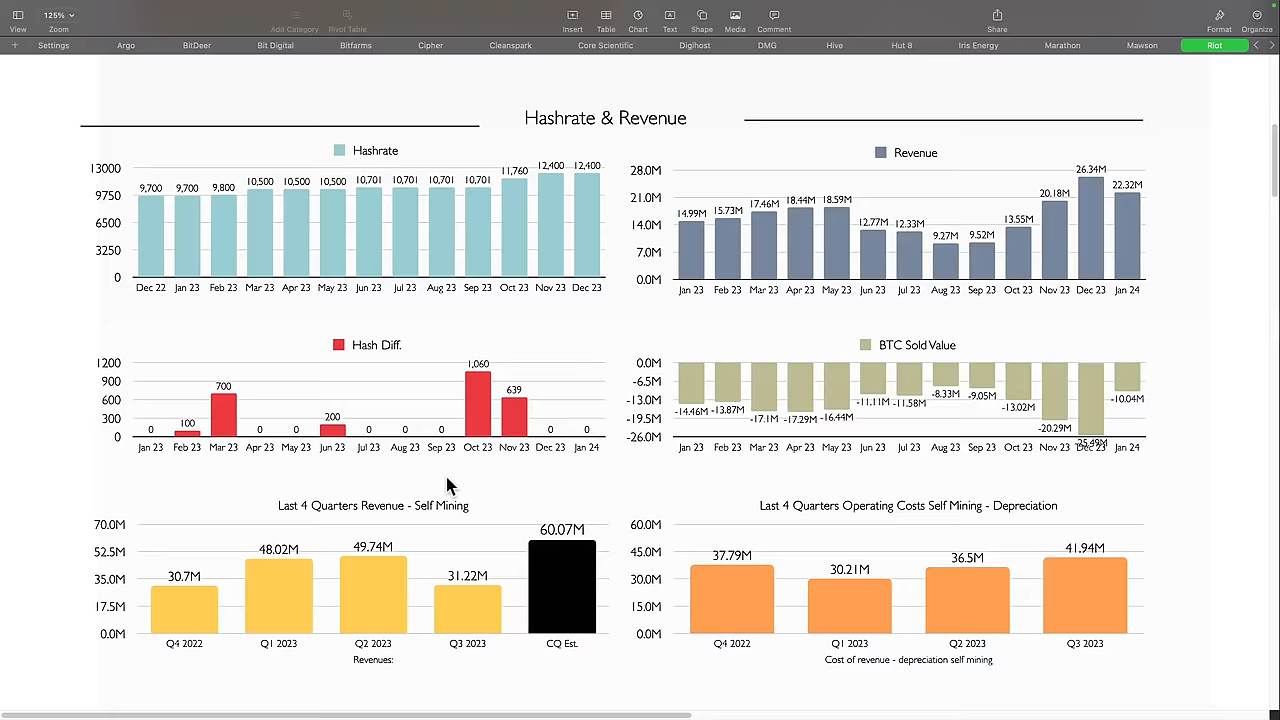 125%
View
Zoom
Add Category
Pivot Table
Insert
Table
Chart
Text
Shape
Media
Comment
Share
Format
Organize
+ Settings Argo BitDeer Bit Digital Bitfarms Cipher Cleanspark Core Scientific Digihost DMG Hive Hut 8 Iris Energy Marathon Mawson Riot
Hashrate & Revenue
Hashrate
13000
9750
6500
3250
0
9,700 9,700 9,800 10,500 10,500 10,500 10,701 10,701 10,701 10,701 11,760 12,400 12,400
Dec 22 Jan 23 Feb 23 Mar 23 Apr 23 May 23 Jun 23 Jul 23 Aug 23 Sep 23 Oct 23 Nov 23 Dec 23
Revenue
28.0M
21.0M
14.0M
7.0M
0.0M
14.99M 15.73M 17.46M 18.44M 18.59M 12.77M 12.33M 9.27M 9.52M 13.55M 20.18M 26.34M 22.32M
Jan 23 Feb 23 Mar 23 Apr 23 May 23 Jun 23 Jul 23 Aug 23 Sep 23 Oct 23 Nov 23 Dec 23 Jan 24
Hash Diff.
1200
900
600
300
0
0 100 700 0 0 200 0 0 0 1,060 639 0 0
Jan 23 Feb 23 Mar 23 Apr 23 May 23 Jun 23 Jul 23 Aug 23 Sep 23 Oct 23 Nov 23 Dec 23 Jan 24
BTC Sold Value
0.0M
-6.5M
-13.0M
-19.5M
-26.0M
-14.46M -13.87M -17.1M -17.29M -16.44M -11.11M -11.58M -8.33M -9.05M -13.02M -20.29M -25.49M -10.04M
Jan 23 Feb 23 Mar 23 Apr 23 May 23 Jun 23 Jul 23 Aug 23 Sep 23 Oct 23 Nov 23 Dec 23 Jan 24
Last 4 Quarters Revenue - Self Mining
70.0M
52.5M
35.0M
17.5M
0.0M
30.7M 48.02M 49.74M 31.22M 60.07M
Q4 2022 Q1 2023 Q2 2023 Q3 2023 CQ Est.
Revenues:
Last 4 Quarters Operating Costs Self Mining - Depreciation
60.0M
45.0M
30.0M
15.0M
0.0M
37.79M 30.21M 36.5M 41.94M
Q4 2022 Q1 2023 Q2 2023 Q3 2023
Cost of revenue - depreciation self mining